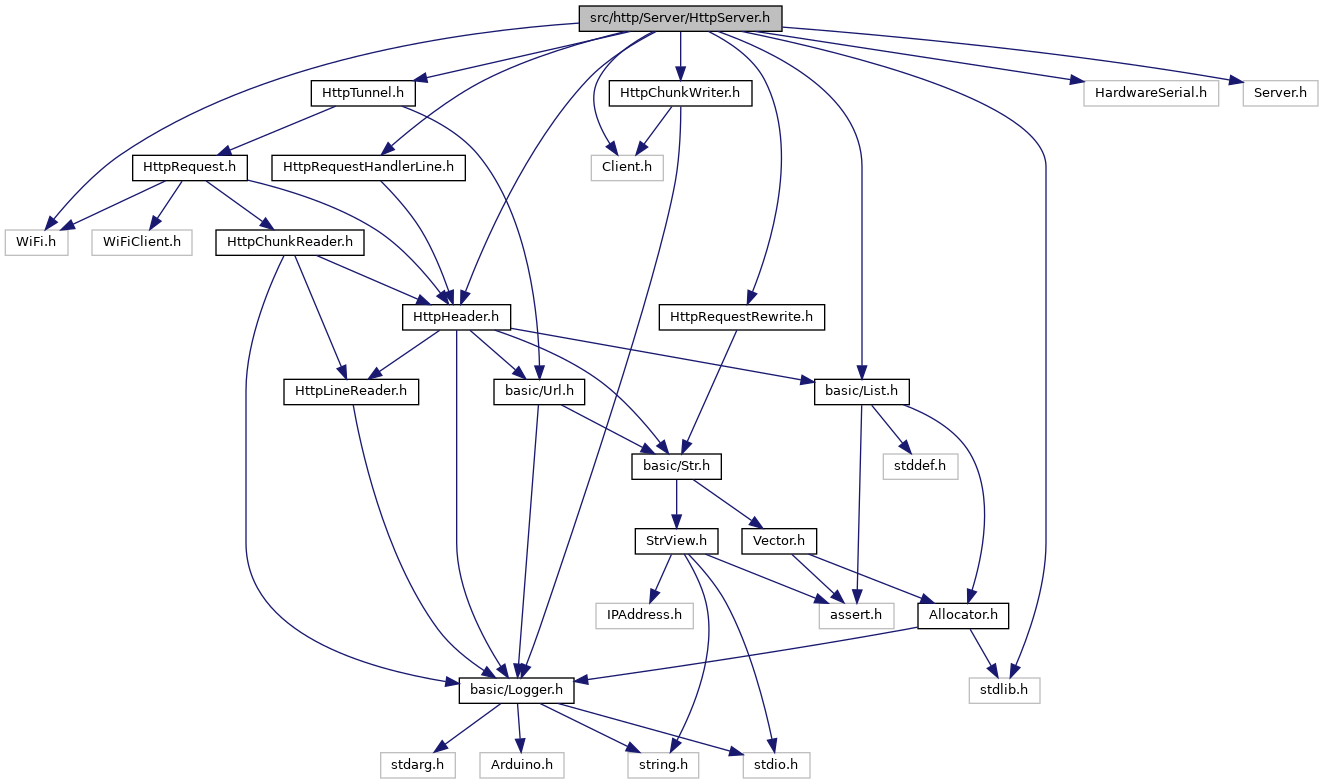 src/http/Server/HttpServer.h
HttpTunnel.h
HttpChunkWriter.h
HardwareSerial.h
Server.h
HttpRequest.h
HttpRequestHandlerLine.h
Client.h
WiFi.h
WiFiClient.h
HttpChunkReader.h
HttpHeader.h
HttpRequestRewrite.h
HttpLineReader.h
basic/Url.h
basic/List.h
basic/Str.h
stddef.h
StrView.h
Vector.h
IPAddress.h
assert.h
Allocator.h
basic/Logger.h
stdlib.h
stdarg.h
Arduino.h
string.h
stdio.h